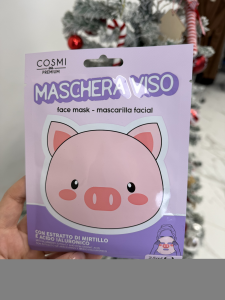 COSMI
PREMIUM
MASCHERA VISO
face mask - mascarilla facial
CON ESTRATTO DI MIRTILLO
E ACIDO IALURONICO